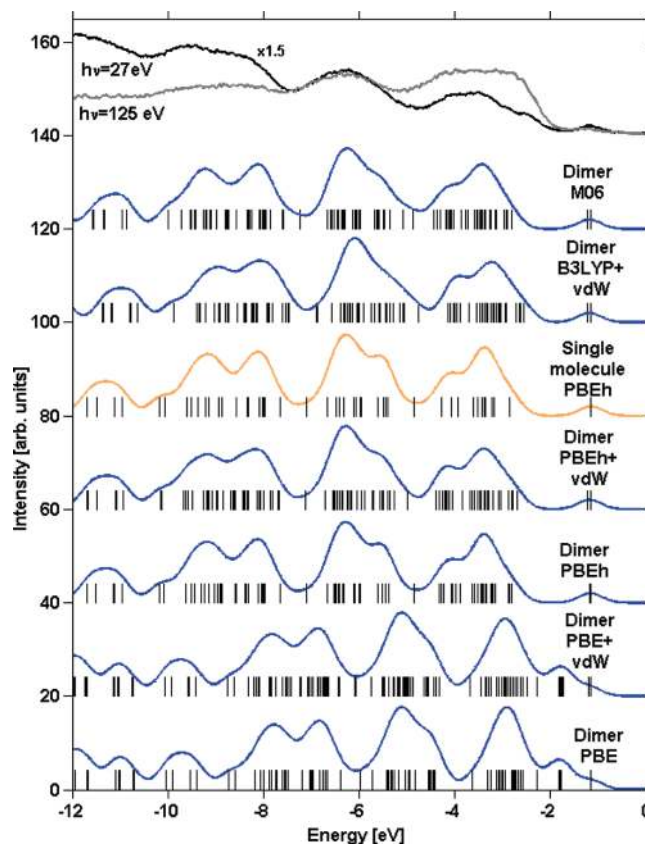 160
140
120
100
80
60
40
20
0
Intensity [arb. units]
x1.5
hν=27eV
hν=125 eV
Dimer
M06
Dimer
B3LYP+
vdW
Single
molecule
PBEh
Dimer
PBEh+
vdW
Dimer
PBEh
Dimer
PBE+
vdW
Dimer
PBE
-12
-10
-8
-6
-4
-2
0
Energy [eV]